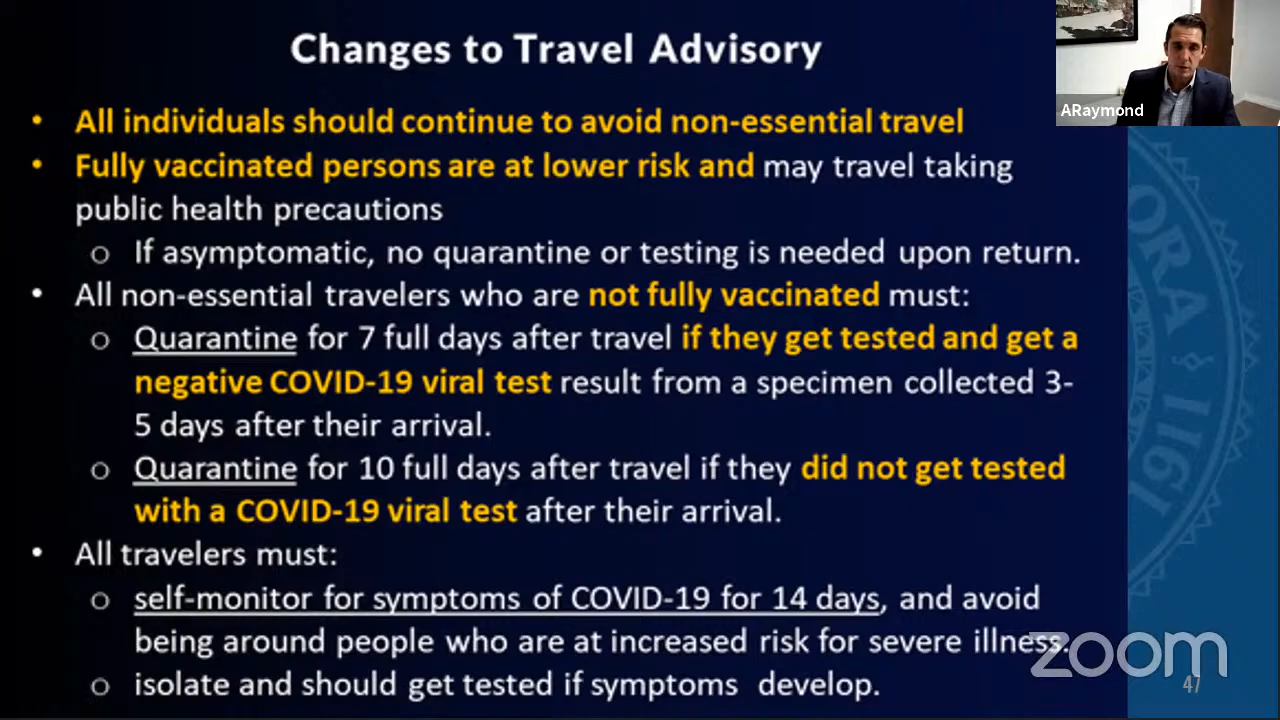 Changes to Travel Advisory
ARaymond
• All individuals should continue to avoid non-essential travel
• Fully vaccinated persons are at lower risk and may travel taking
public health precautions
o If asymptomatic, no quarantine or testing is needed upon return.
• All non-essential travelers who are not fully vaccinated must:
o Quarantine for 7 full days after travel if they get tested and get a
negative COVID-19 viral test result from a specimen collected 3-
5 days after their arrival.
o Quarantine for 10 full days after travel if they did not get tested
with a COVID-19 viral test after their arrival.
• All travelers must:
o self-monitor for symptoms of COVID-19 for 14 days, and avoid
being around people who are at increased risk for severe illness.
o isolate and should get tested if symptoms develop.
zoom
47
ORA
1911